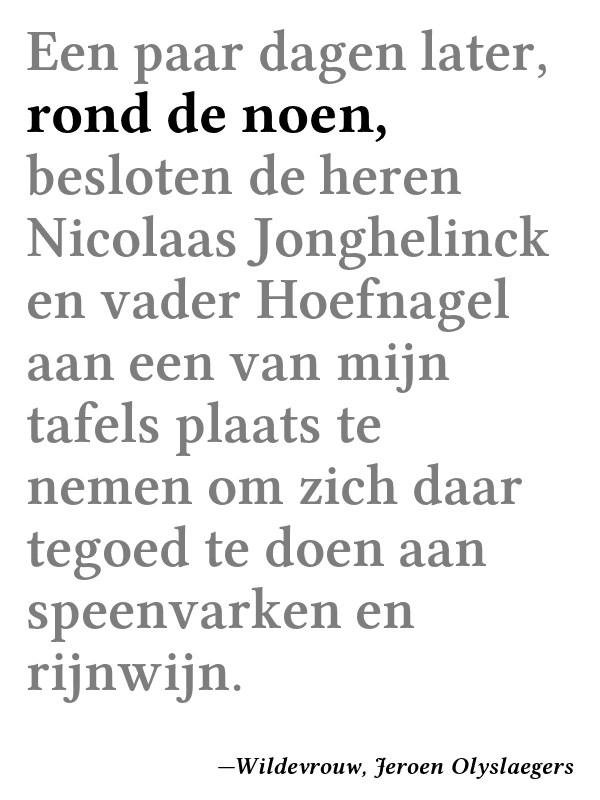 Een paar dagen later,
rond de noen,
besloten de heren
Nicolaas Jonghelinck
en vader Hoefnagel
aan een van mijn
tafels plaats te
nemen om zich daar
tegoed te doen aan
speenvarken en
rijnwijn.
—Wildevrouw, Jeroen Olyslaegers